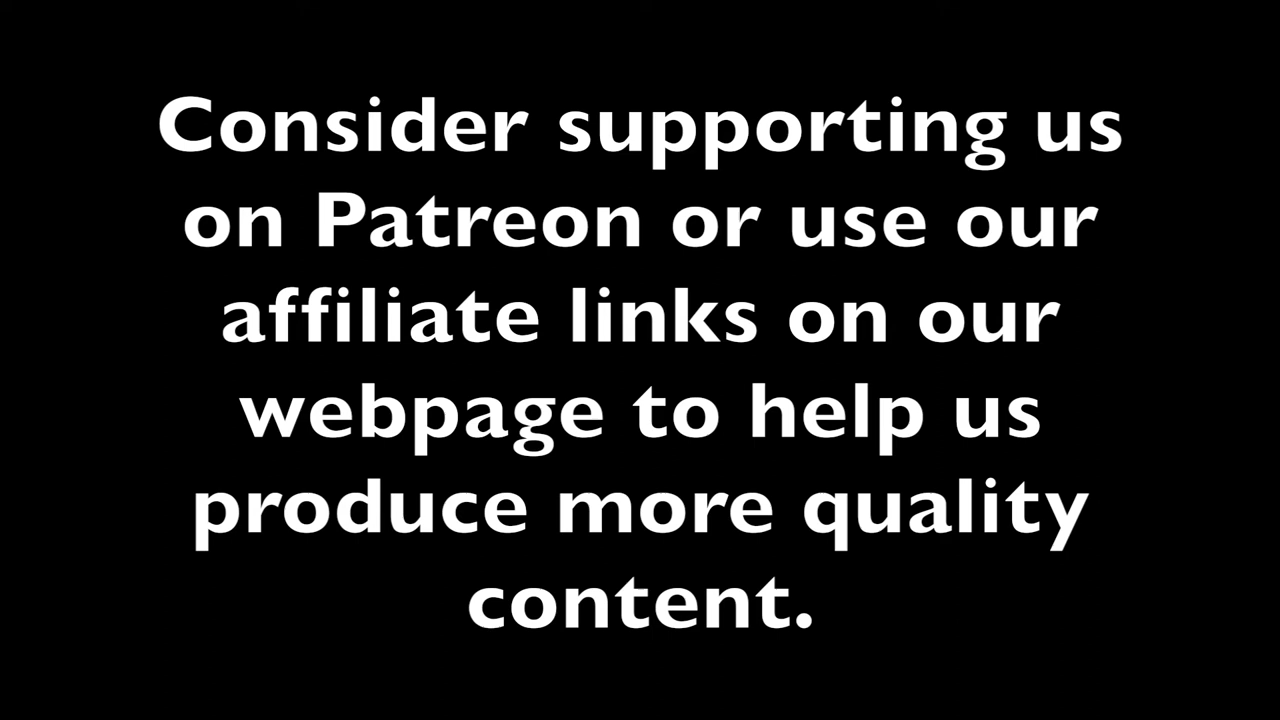 Consider supporting us
on Patreon or use our
affiliate links on our
webpage to help us
produce more quality
content.